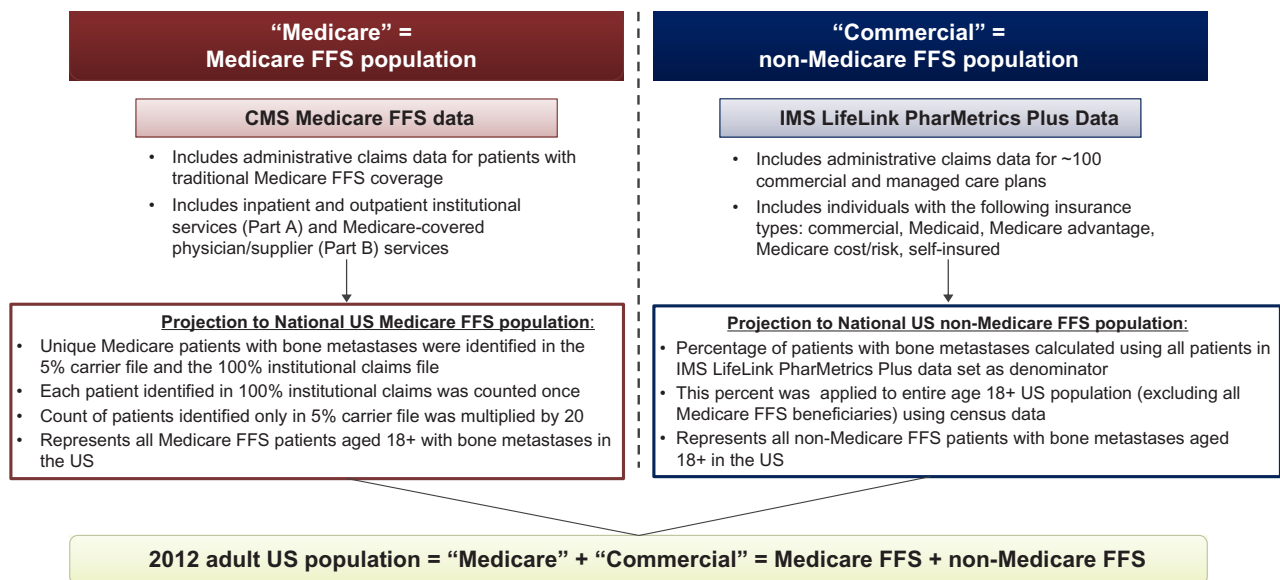 “Medicare” =
Medicare FFS population
CMS Medicare FFS data
• Includes administrative claims data for patients with
traditional Medicare FFS coverage
• Includes inpatient and outpatient institutional
services (Part A) and Medicare-covered
physician/supplier (Part B) services
Projection to National US Medicare FFS population:
• Unique Medicare patients with bone metastases were identified in the
5% carrier file and the 100% institutional claims file
• Each patient identified in 100% institutional claims was counted once
• Count of patients identified only in 5% carrier file was multiplied by 20
• Represents all Medicare FFS patients aged 18+ with bone metastases in
the US
“Commercial” =
non-Medicare FFS population
IMS LifeLink PharMetrics Plus Data
• Includes administrative claims data for ~100
commercial and managed care plans
• Includes individuals with the following insurance
types: commercial, Medicaid, Medicare advantage,
Medicare cost/risk, self-insured
Projection to National US non-Medicare FFS population:
• Percentage of patients with bone metastases calculated using all patients in
IMS LifeLink PharMetrics Plus data set as denominator
• This percent was applied to entire age 18+ US population (excluding all
Medicare FFS beneficiaries) using census data
• Represents all non-Medicare FFS patients with bone metastases aged
18+ in the US
2012 adult US population = “Medicare” + “Commercial” = Medicare FFS + non-Medicare FFS